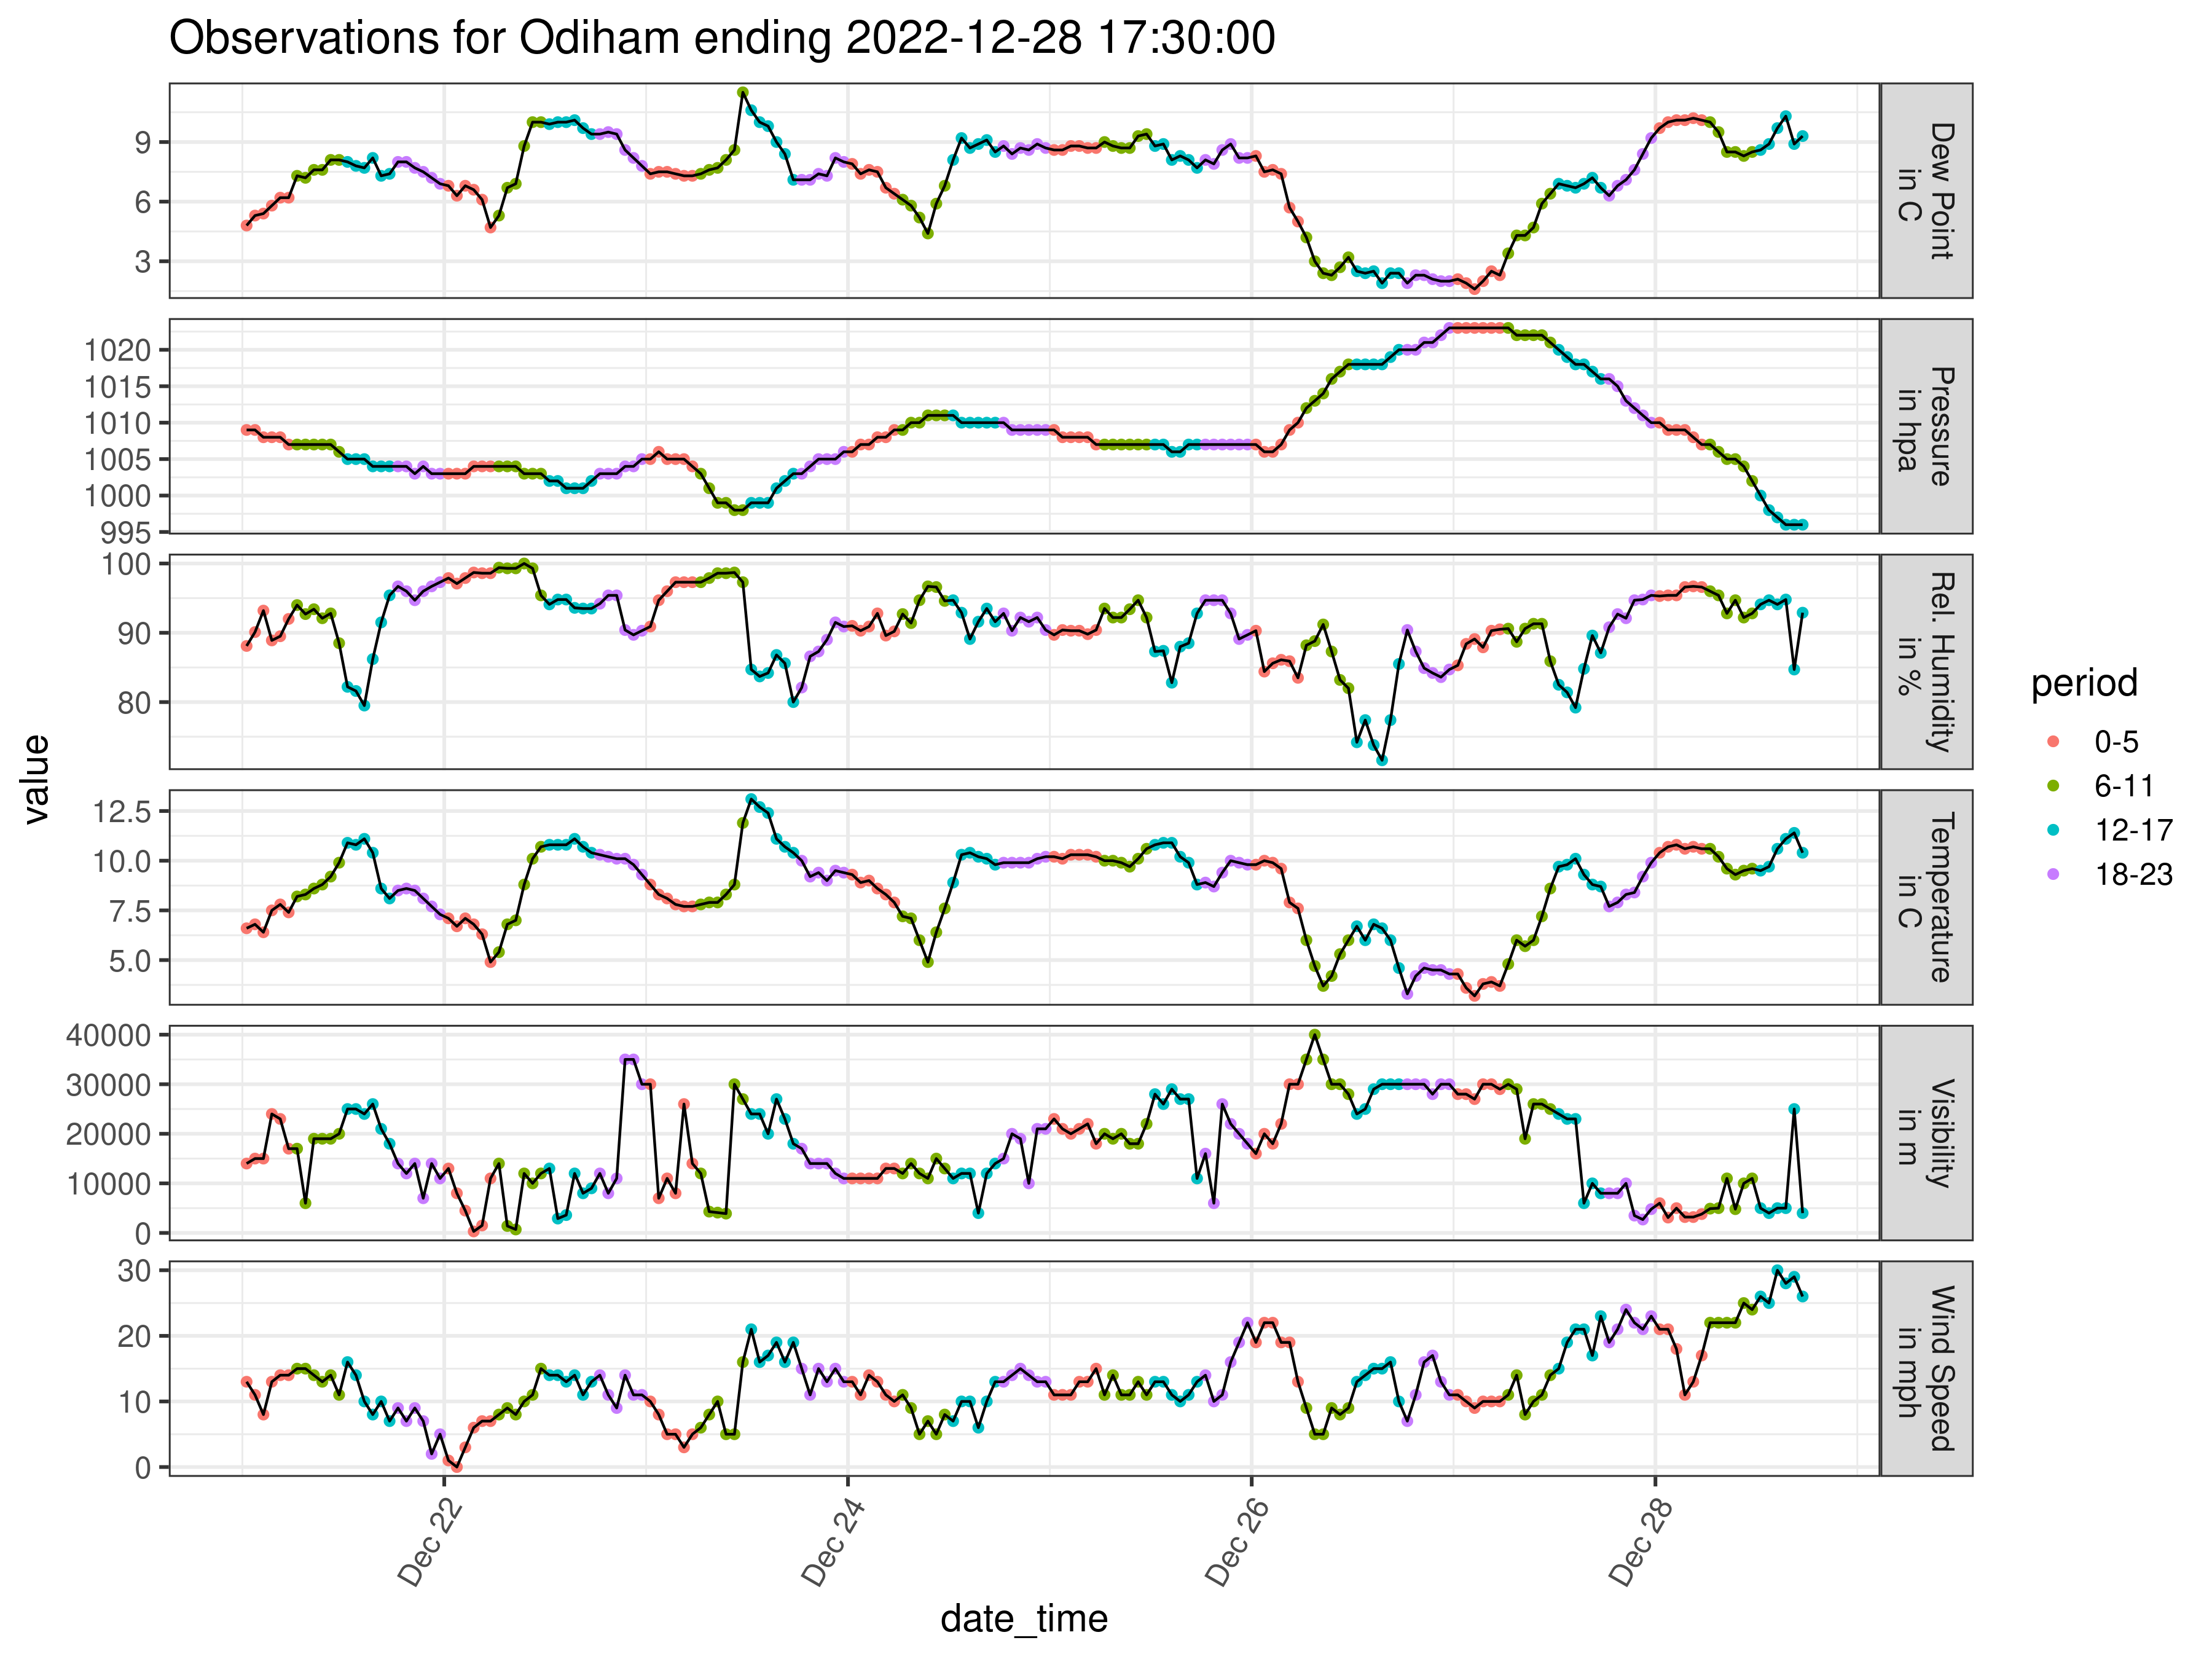 Observations for Odiham ending 2022-12-28 17:30:00
value
9
6
3
Dew Point
in C
1020
1015
1010
1005
1000
995
Pressure
in hpa
100
90
80
Rel. Humidity
in %
12.5
10.0
7.5
5.0
Temperature
in C
40000
30000
20000
10000
0
Visibility
in m
30
20
10
0
Wind Speed
in mph
Dec 22
Dec 24
Dec 26
Dec 28
date_time
period
0-5
6-11
12-17
18-23